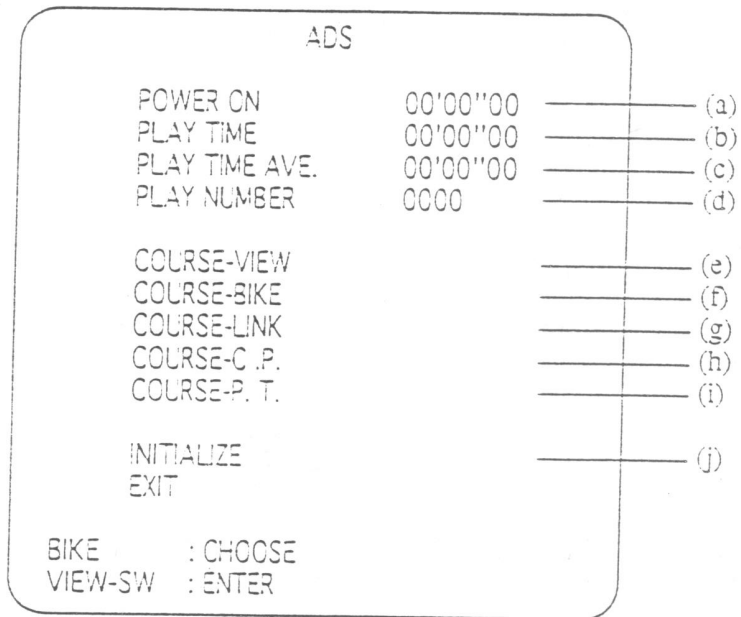 ADS
POWER ON 00'00"00 (a)
PLAY TIME 00'00"00 (b)
PLAY TIME AVE. 00'00"00 (c)
PLAY NUMBER 0000 (d)
COURSE-VIEW (e)
COURSE-BIKE (f)
COURSE-LINK (g)
COURSE-C .P. (h)
COURSE-P. T. (i)
INITIALIZE (j)
EXIT
BIKE : CHOOSE
VIEW-SW : ENTER